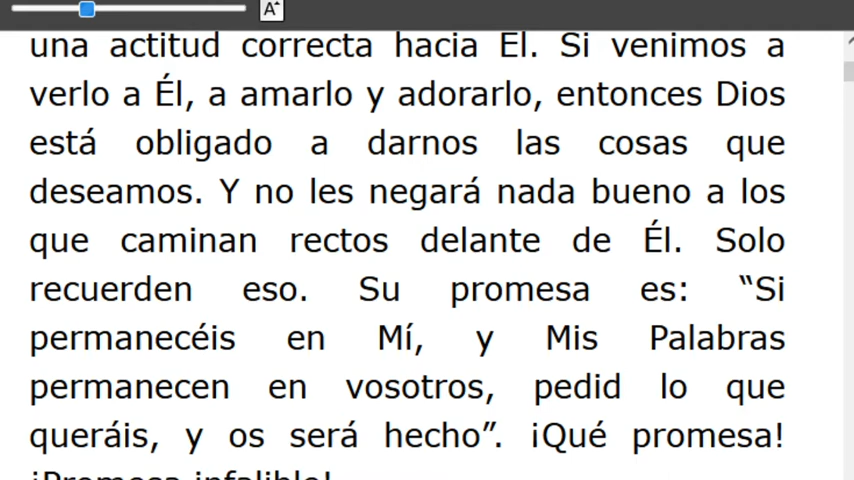 A
una actitud correcta hacia Él. Si venimos a
verlo a Él, a amarlo y adorarlo, entonces Dios
está obligado a darnos las cosas que
deseamos. Y no les negará nada bueno a los
que caminan rectos delante de Él. Solo
recuerden eso. Su promesa es: “Si
permanecéis en Mí, y Mis Palabras
permanecen en vosotros, pedid lo que
queráis, y os será hecho”. ¡Qué promesa!
¡Promesa infalible!